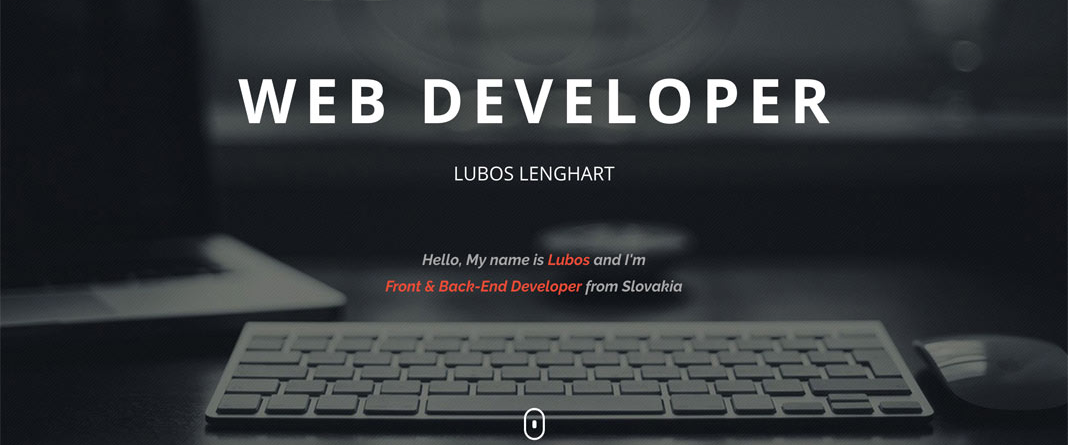 WEB DEVELOPER
LUBOS LENGHART
Hello, My name is Lubos and I'm
Front & Back-End Developer from Slovakia